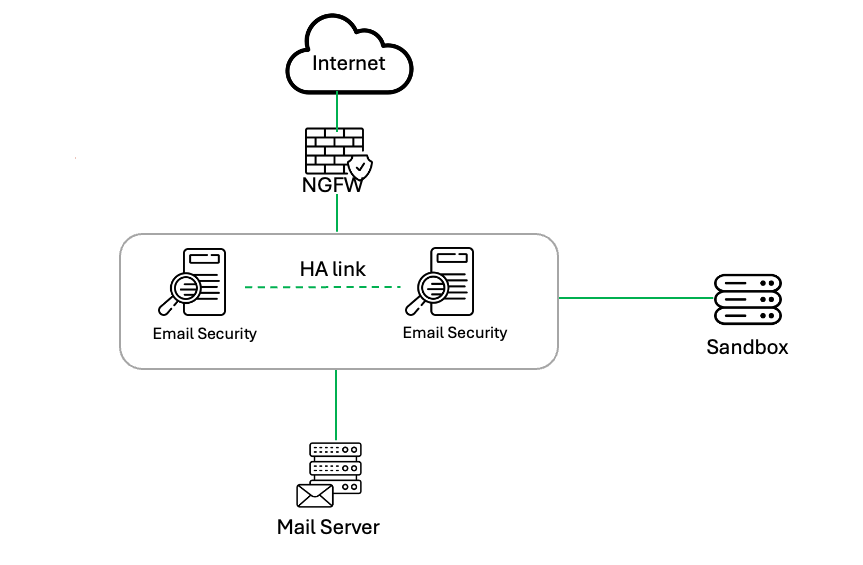 Internet
NGFW
HA link
Email Security
Email Security
Sandbox
Mail Server